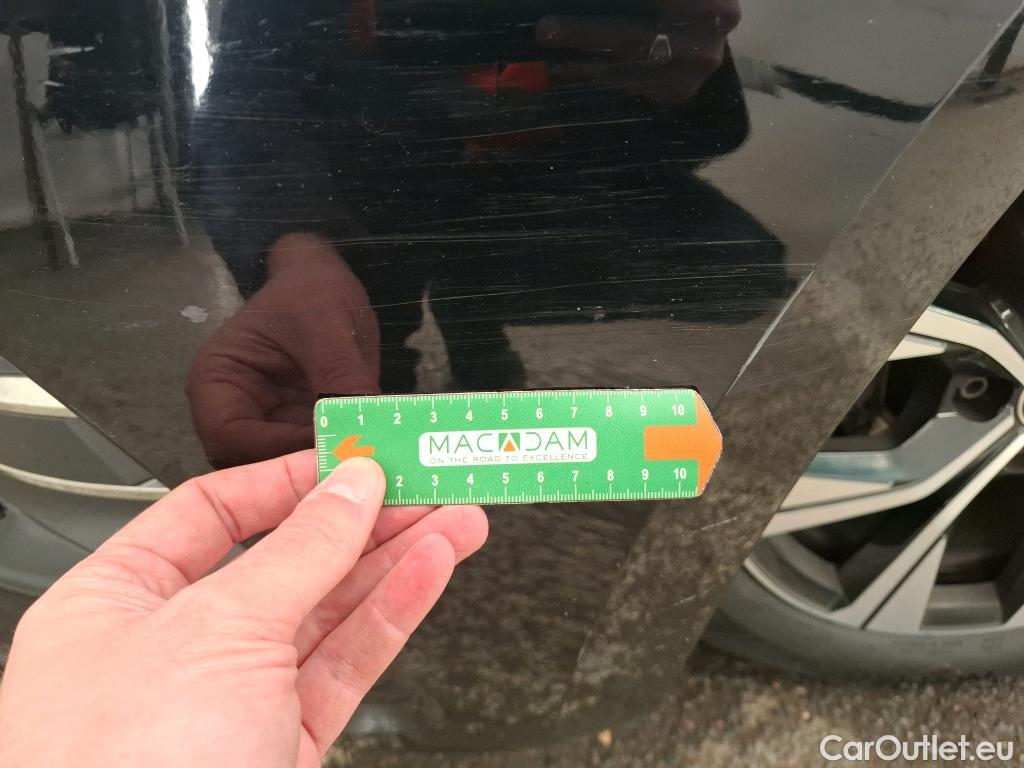 0 1 2 3 4 5 6 7 8 9 10
MACADAM
ON THE ROAD TO EXCELLENCE
2 3 4 5 6 7 8 9 10
CarOutlet.eu